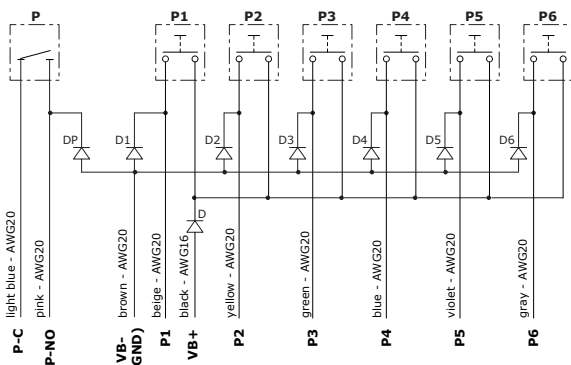 P
P1
P2
P3
P4
P5
P6
DP
D1
D2
D3
D4
D5
D6
D
light blue - AWG20
pink - AWG20
brown - AWG20
beige - AWG20
black - AWG16
yellow - AWG20
green - AWG20
blue - AWG20
violet - AWG20
gray - AWG20
P-C
P-NO
VB-
GND)
P1
VB+
P2
P3
P4
P5
P6